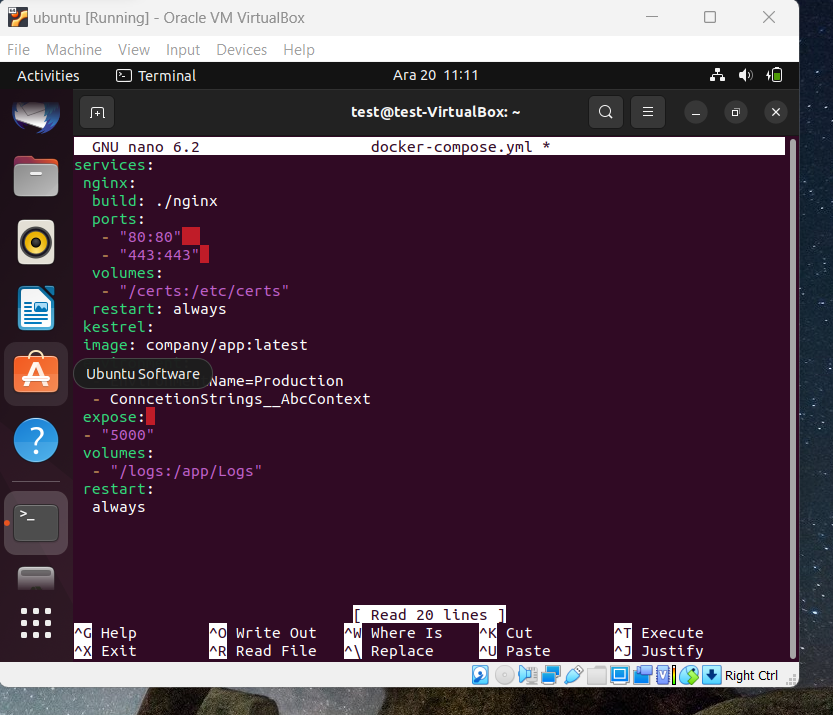 ubuntu [Running] - Oracle VM VirtualBox
File Machine View Input Devices Help
Activities Terminal Ara 20 11:11
test@test-VirtualBox: ~
GNU nano 6.2 docker-compose.yml *
services:
nginx:
build: ./nginx
ports:
- "80:80"
- "443:443"
volumes:
- "/certs:/etc/certs"
restart: always
kestrel:
image: company/app:latest
Ubuntu Software
Name=Production
- ConncetionStrings__AbcContext
expose:
- "5000"
volumes:
- "/logs:/app/Logs"
restart:
always
[ Read 20 lines ]
^G Help ^O Write Out ^W Where Is ^K Cut ^T Execute
^X Exit ^R Read File ^\ Replace ^U Paste ^J Justify
Right Ctrl